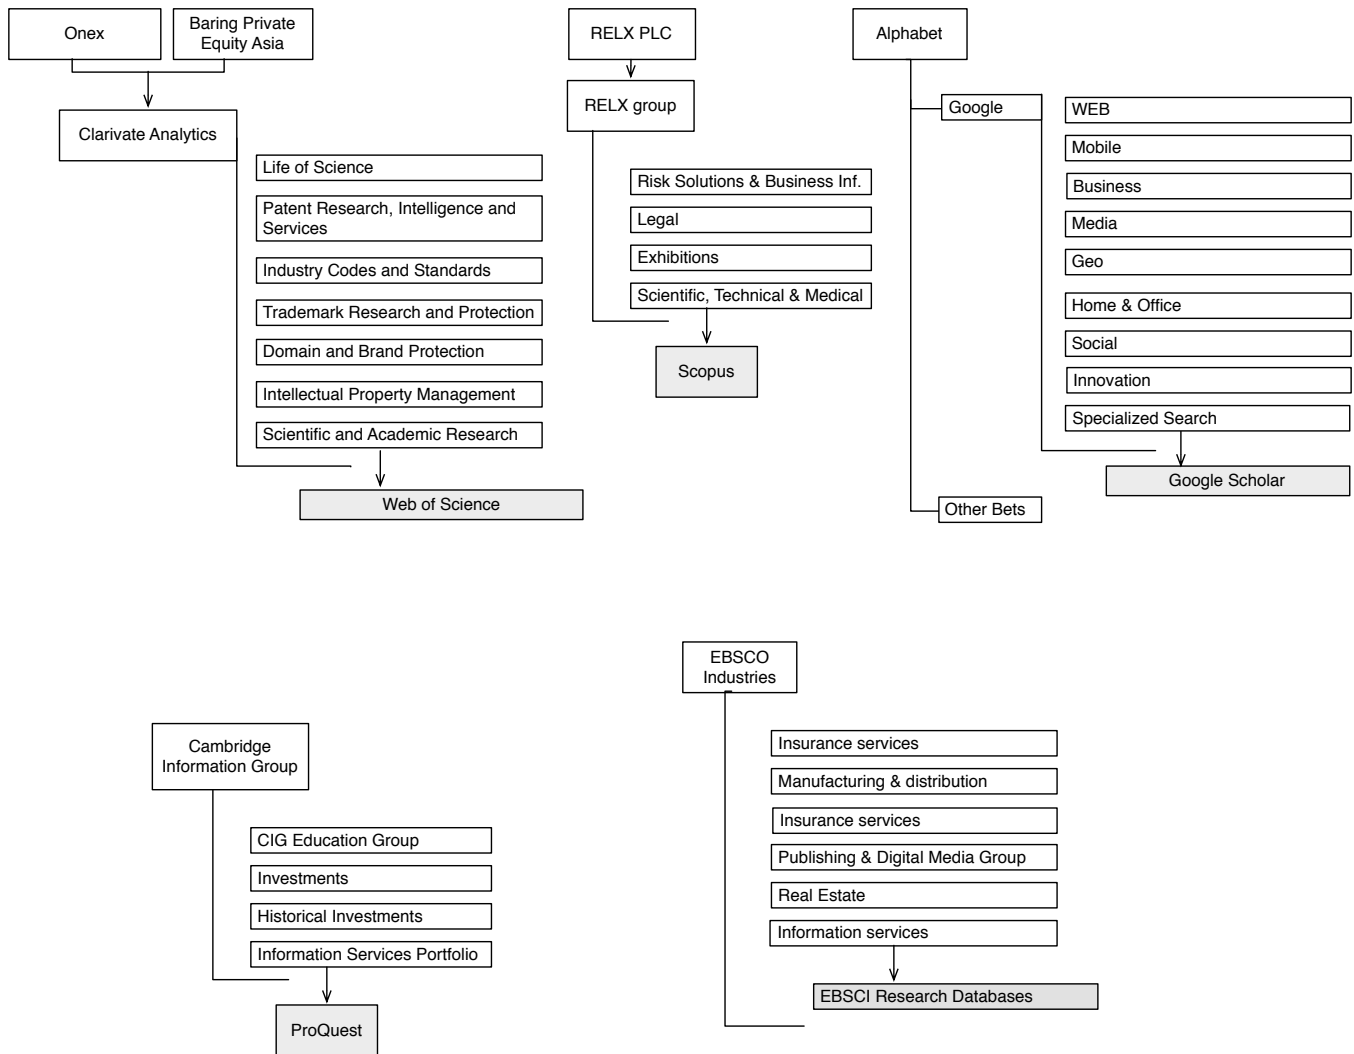 Onex
Baring Private
Equity Asia
Clarivate Analytics
Life of Science
Patent Research, Intelligence and
Services
Industry Codes and Standards
Trademark Research and Protection
Domain and Brand Protection
Intellectual Property Management
Scientific and Academic Research
Web of Science
RELX PLC
RELX group
Risk Solutions & Business Inf.
Legal
Exhibitions
Scientific, Technical & Medical
Scopus
Alphabet
Google
WEB
Mobile
Business
Media
Geo
Home & Office
Social
Innovation
Specialized Search
Google Scholar
Other Bets
Cambridge
Information Group
CIG Education Group
Investments
Historical Investments
Information Services Portfolio
ProQuest
EBSCO
Industries
Insurance services
Manufacturing & distribution
Insurance services
Publishing & Digital Media Group
Real Estate
Information services
EBSCI Research Databases